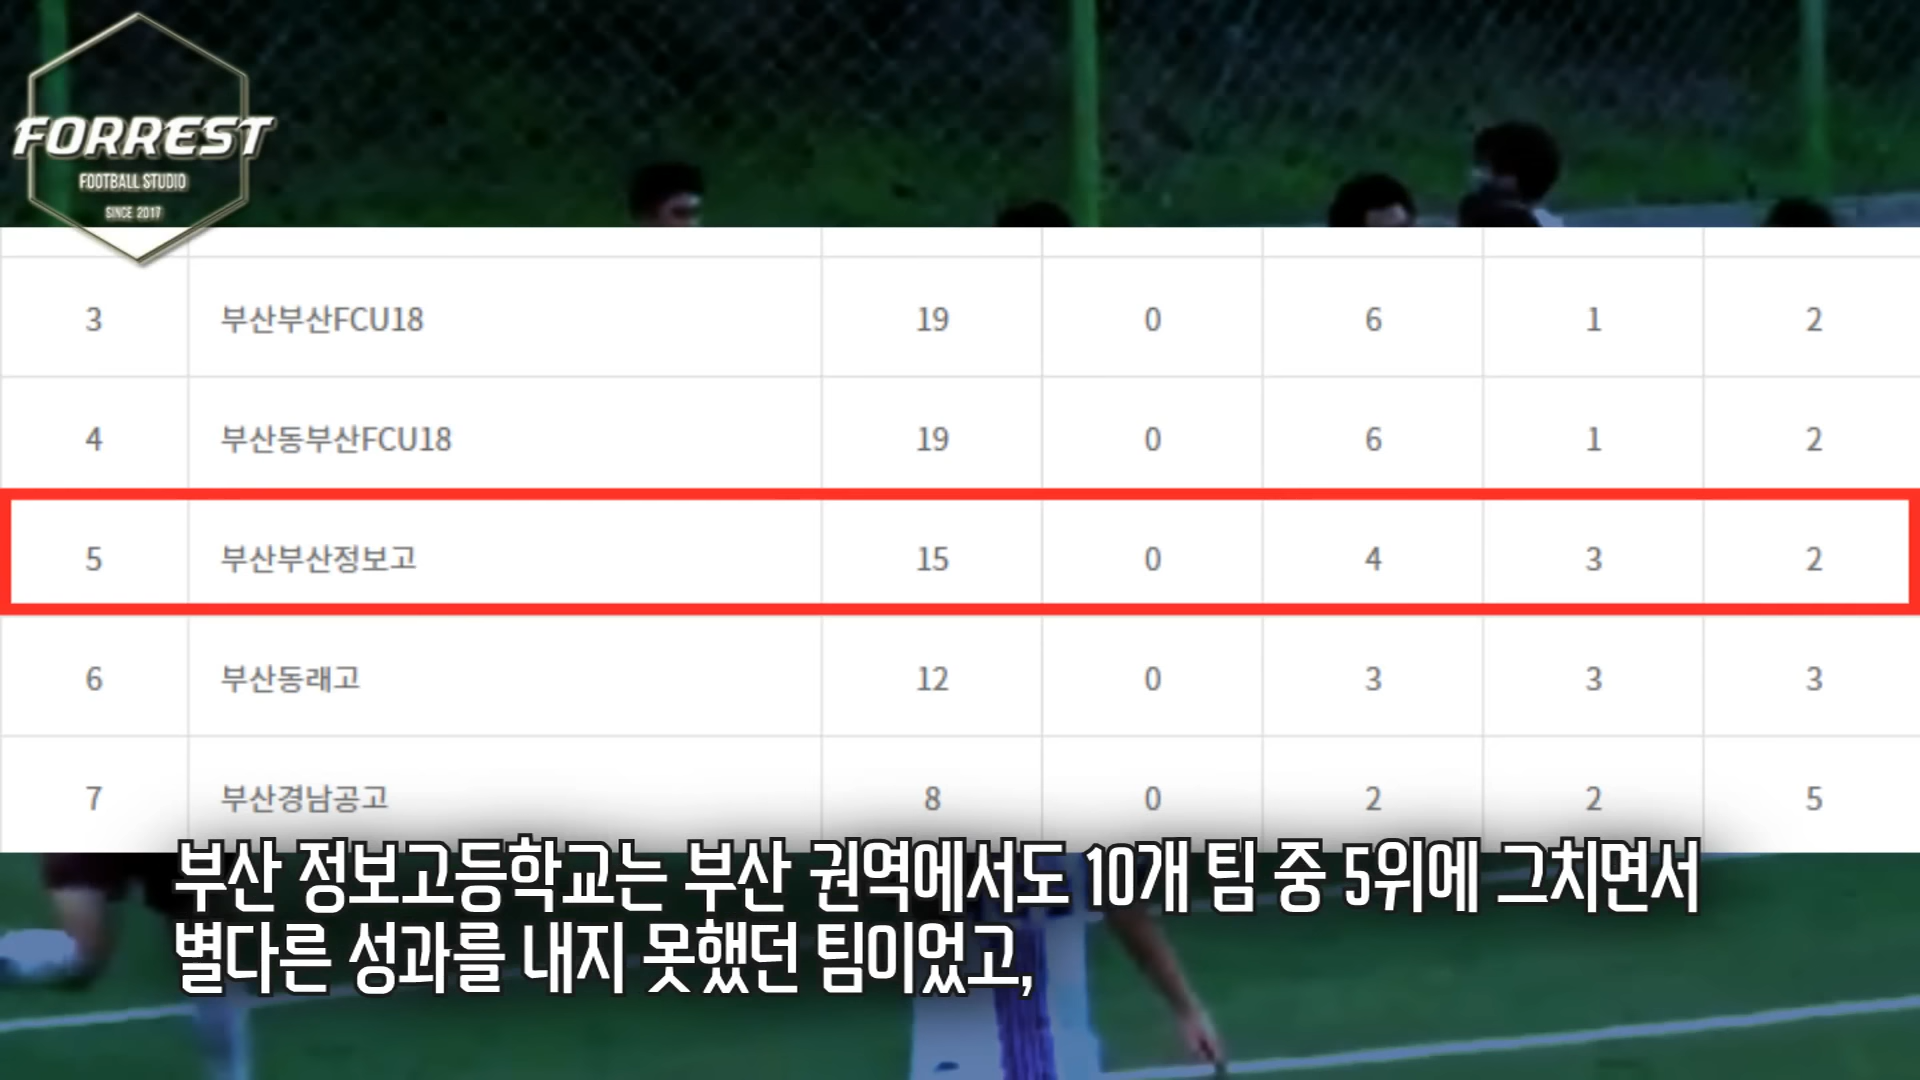 FORREST
FOOTBALL STUDIO
SINCE 2017
3 부산부산FCU18 19 0 6 1 2
4 부산동부산FCU18 19 0 6 1 2
5 부산부산정보고 15 0 4 3 2
6 부산동래고 12 0 3 3 3
7 부산경남공고 8 0 2 2 5
부산 정보고등학교는 부산 권역에서도 10개 팀 중 5위에 그치면서
별다른 성과를 내지 못했던 팀이었고,